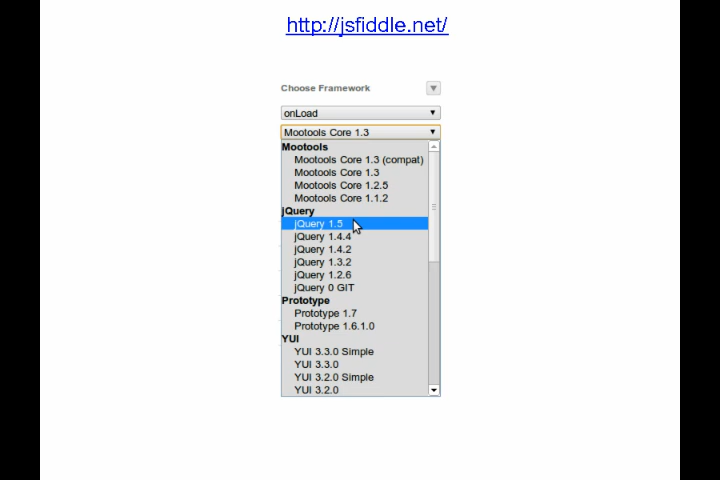 http://jsfiddle.net/
Choose Framework
onLoad
Mootools Core 1.3
Mootools
Mootools Core 1.3 (compat)
Mootools Core 1.3
Mootools Core 1.2.5
Mootools Core 1.1.2
jQuery
jQuery 1.5
jQuery 1.4.4
jQuery 1.4.2
jQuery 1.3.2
jQuery 1.2.6
jQuery 0 GIT
Prototype
Prototype 1.7
Prototype 1.6.1.0
YUI
YUI 3.3.0 Simple
YUI 3.3.0
YUI 3.2.0 Simple
YUI 3.2.0